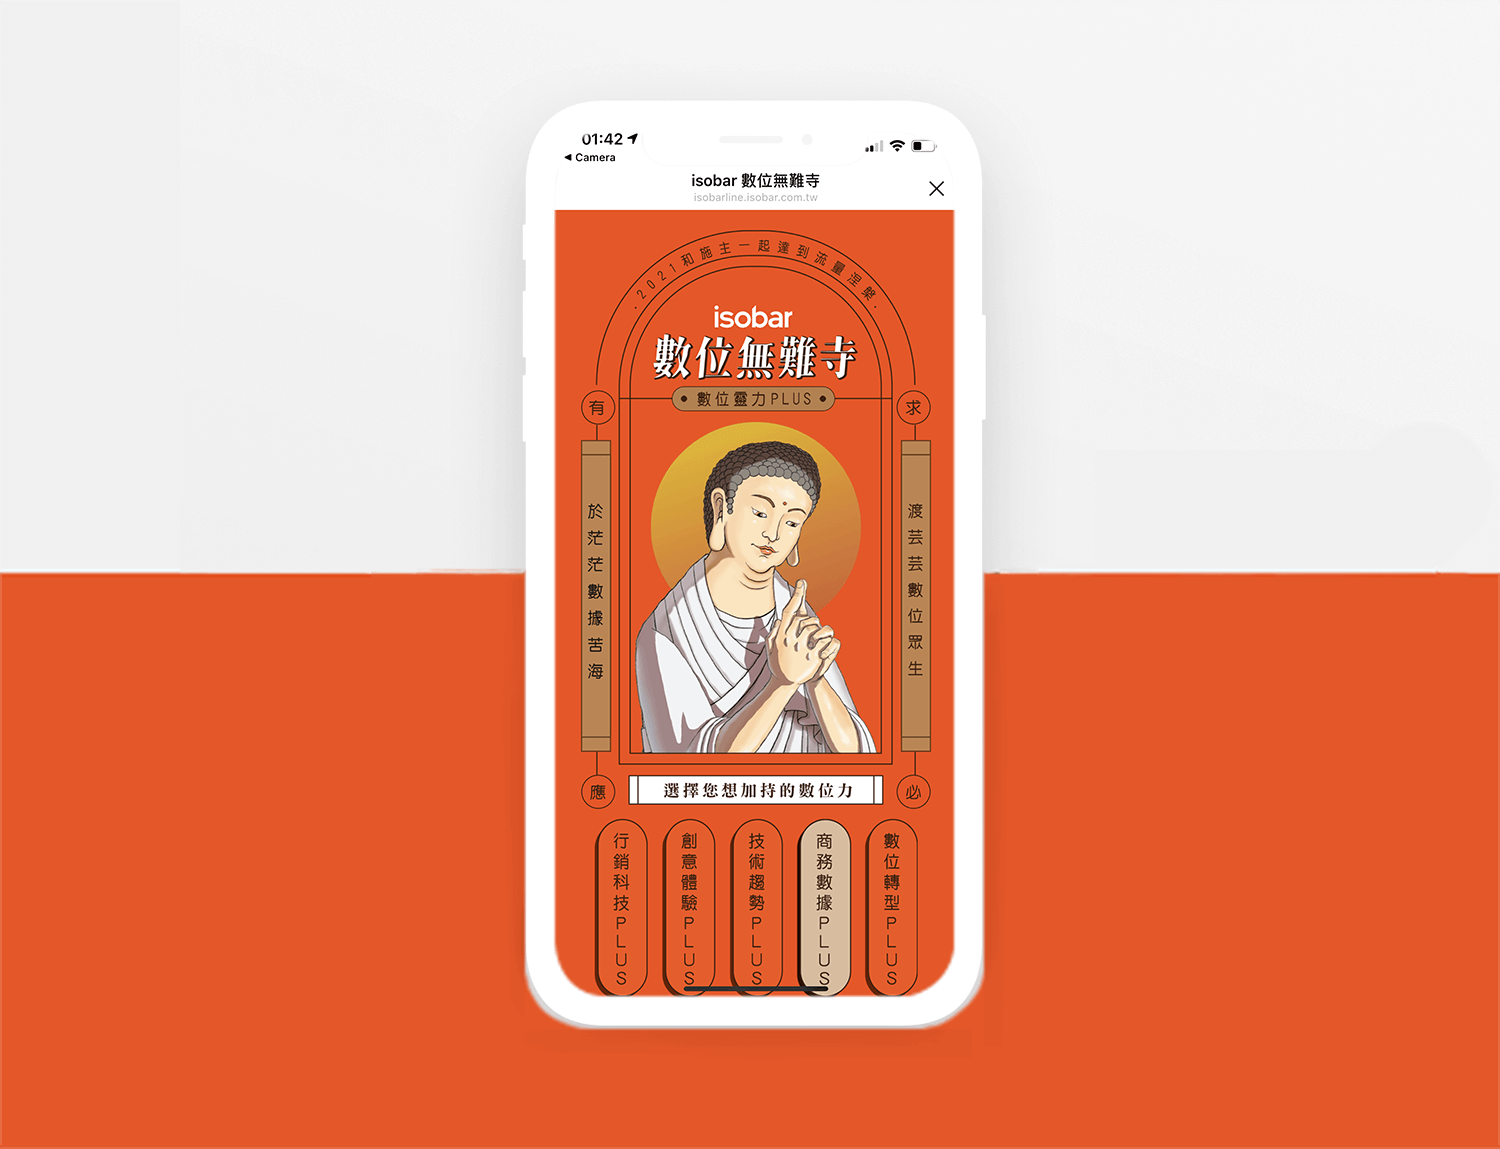 01:42
◀ Camera
isobar 數位無難寺
isobarline.isobar.com.tw
·2021和施主一起達到流量涅槃·
isobar
數位無難寺
•數位靈力PLUS•
有
求
於茫茫數據苦海
渡芸芸數位眾生
應
必
選擇您想加持的數位力
行銷科技PLUS
創意體驗PLUS
技術趨勢PLUS
商務數據PLUS
數位轉型PLUS